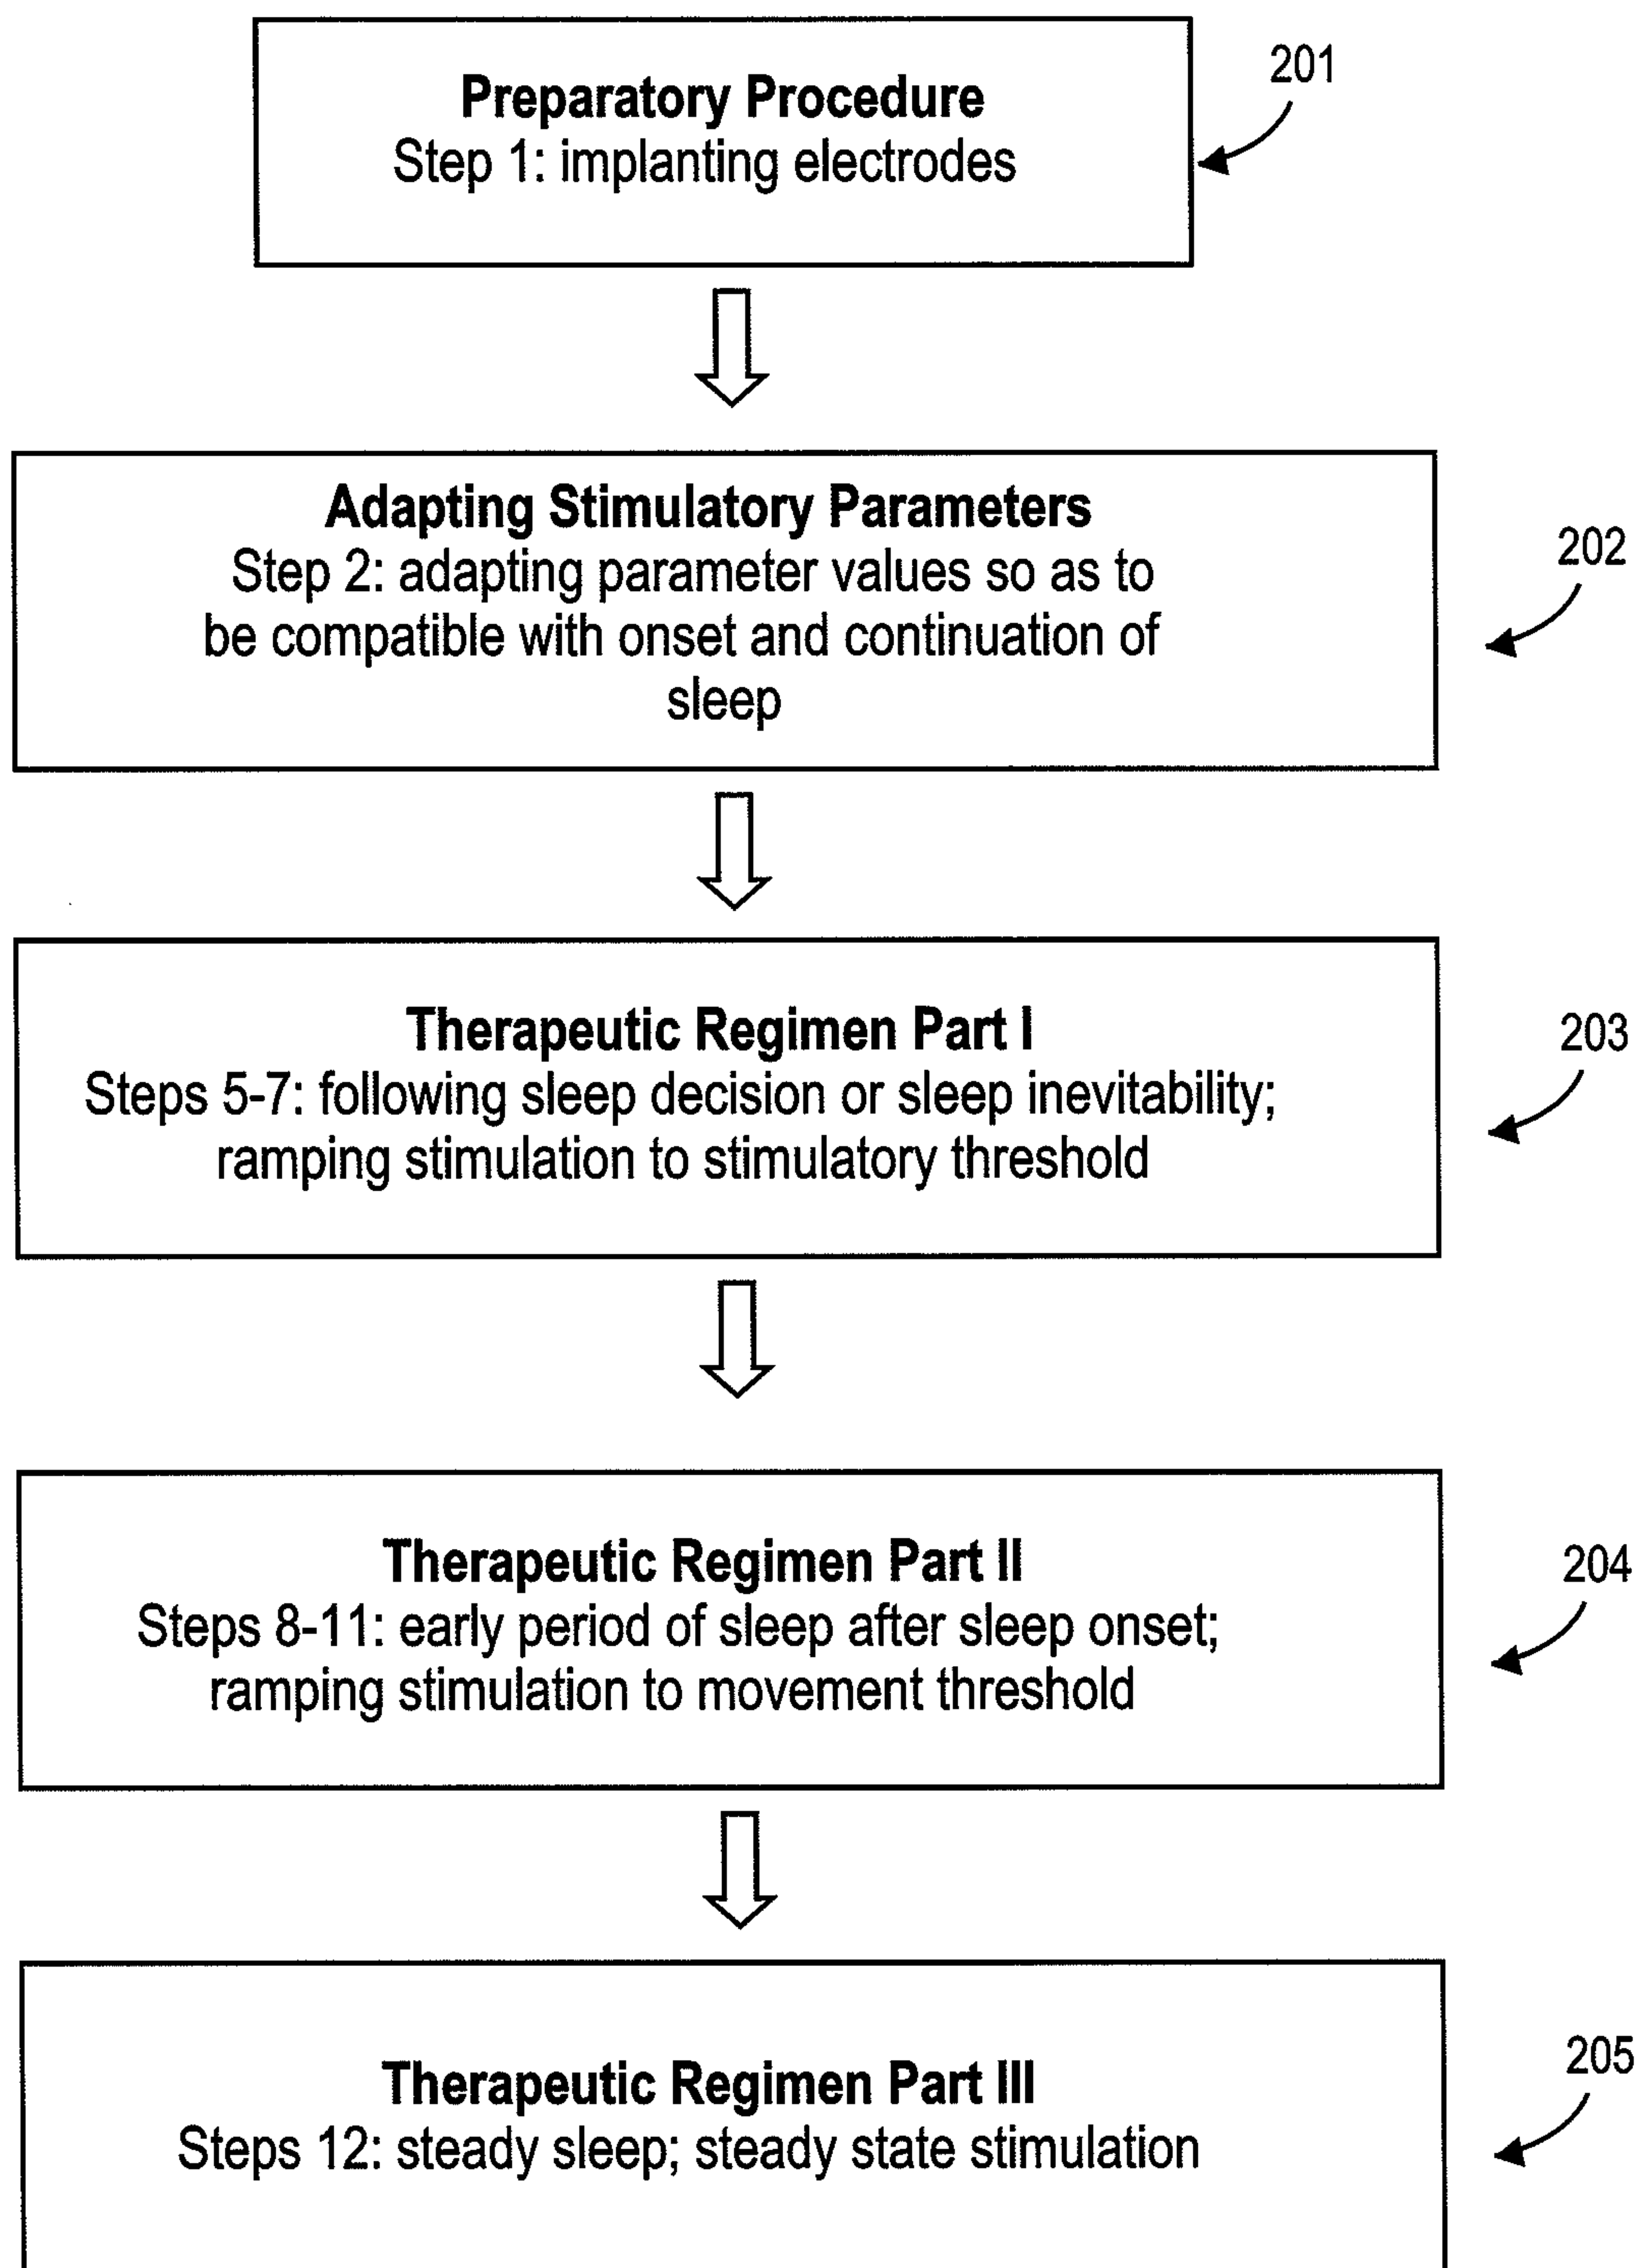 Preparatory Procedure
Step 1: implanting electrodes
201
Adapting Stimulatory Parameters
Step 2: adapting parameter values so as to
be compatible with onset and continuation of
sleep
202
Therapeutic Regimen Part I
Steps 5-7: following sleep decision or sleep inevitability;
ramping stimulation to stimulatory threshold
203
Therapeutic Regimen Part II
Steps 8-11: early period of sleep after sleep onset;
ramping stimulation to movement threshold
204
Therapeutic Regimen Part III
Steps 12: steady sleep; steady state stimulation
205